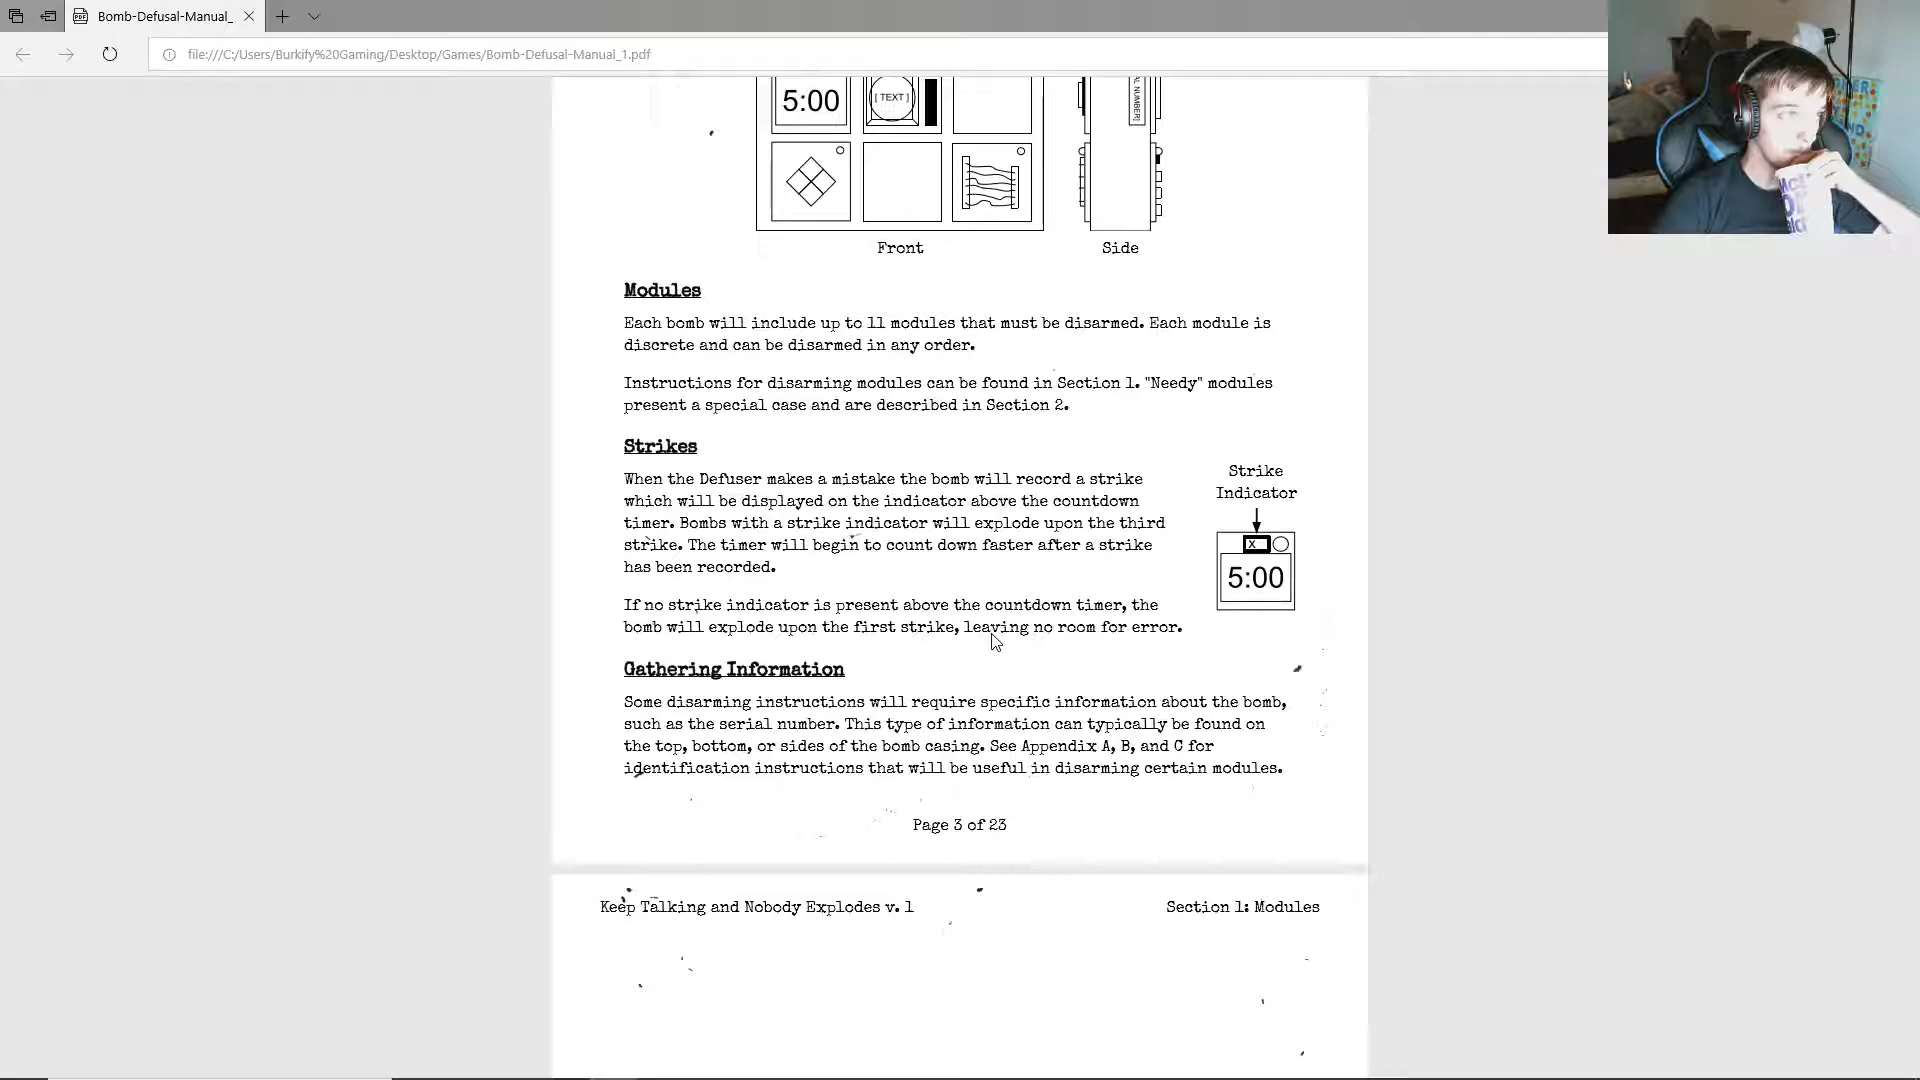 Bomb-Defusal-Manual_
file:///C:/Users/Burkify%20Gaming/Desktop/Games/Bomb-Defusal-Manual_1.pdf
5:00
[ TEXT ]
Front
Side
Modules
Each bomb will include up to 11 modules that must be disarmed. Each module is
discrete and can be disarmed in any order.
Instructions for disarming modules can be found in Section 1. "Needy" modules
present a special case and are described in Section 2.
Strikes
When the Defuser makes a mistake the bomb will record a strike
which will be displayed on the indicator above the countdown
timer. Bombs with a strike indicator will explode upon the third
strike. The timer will begin to count down faster after a strike
has been recorded.
If no strike indicator is present above the countdown timer, the
bomb will explode upon the first strike, leaving no room for error.
Strike
Indicator
X
5:00
Gathering Information
Some disarming instructions will require specific information about the bomb,
such as the serial number. This type of information can typically be found on
the top, bottom, or sides of the bomb casing. See Appendix A, B, and C for
identification instructions that will be useful in disarming certain modules.
Page 3 of 23
Keep Talking and Nobody Explodes v. 1
Section 1: Modules